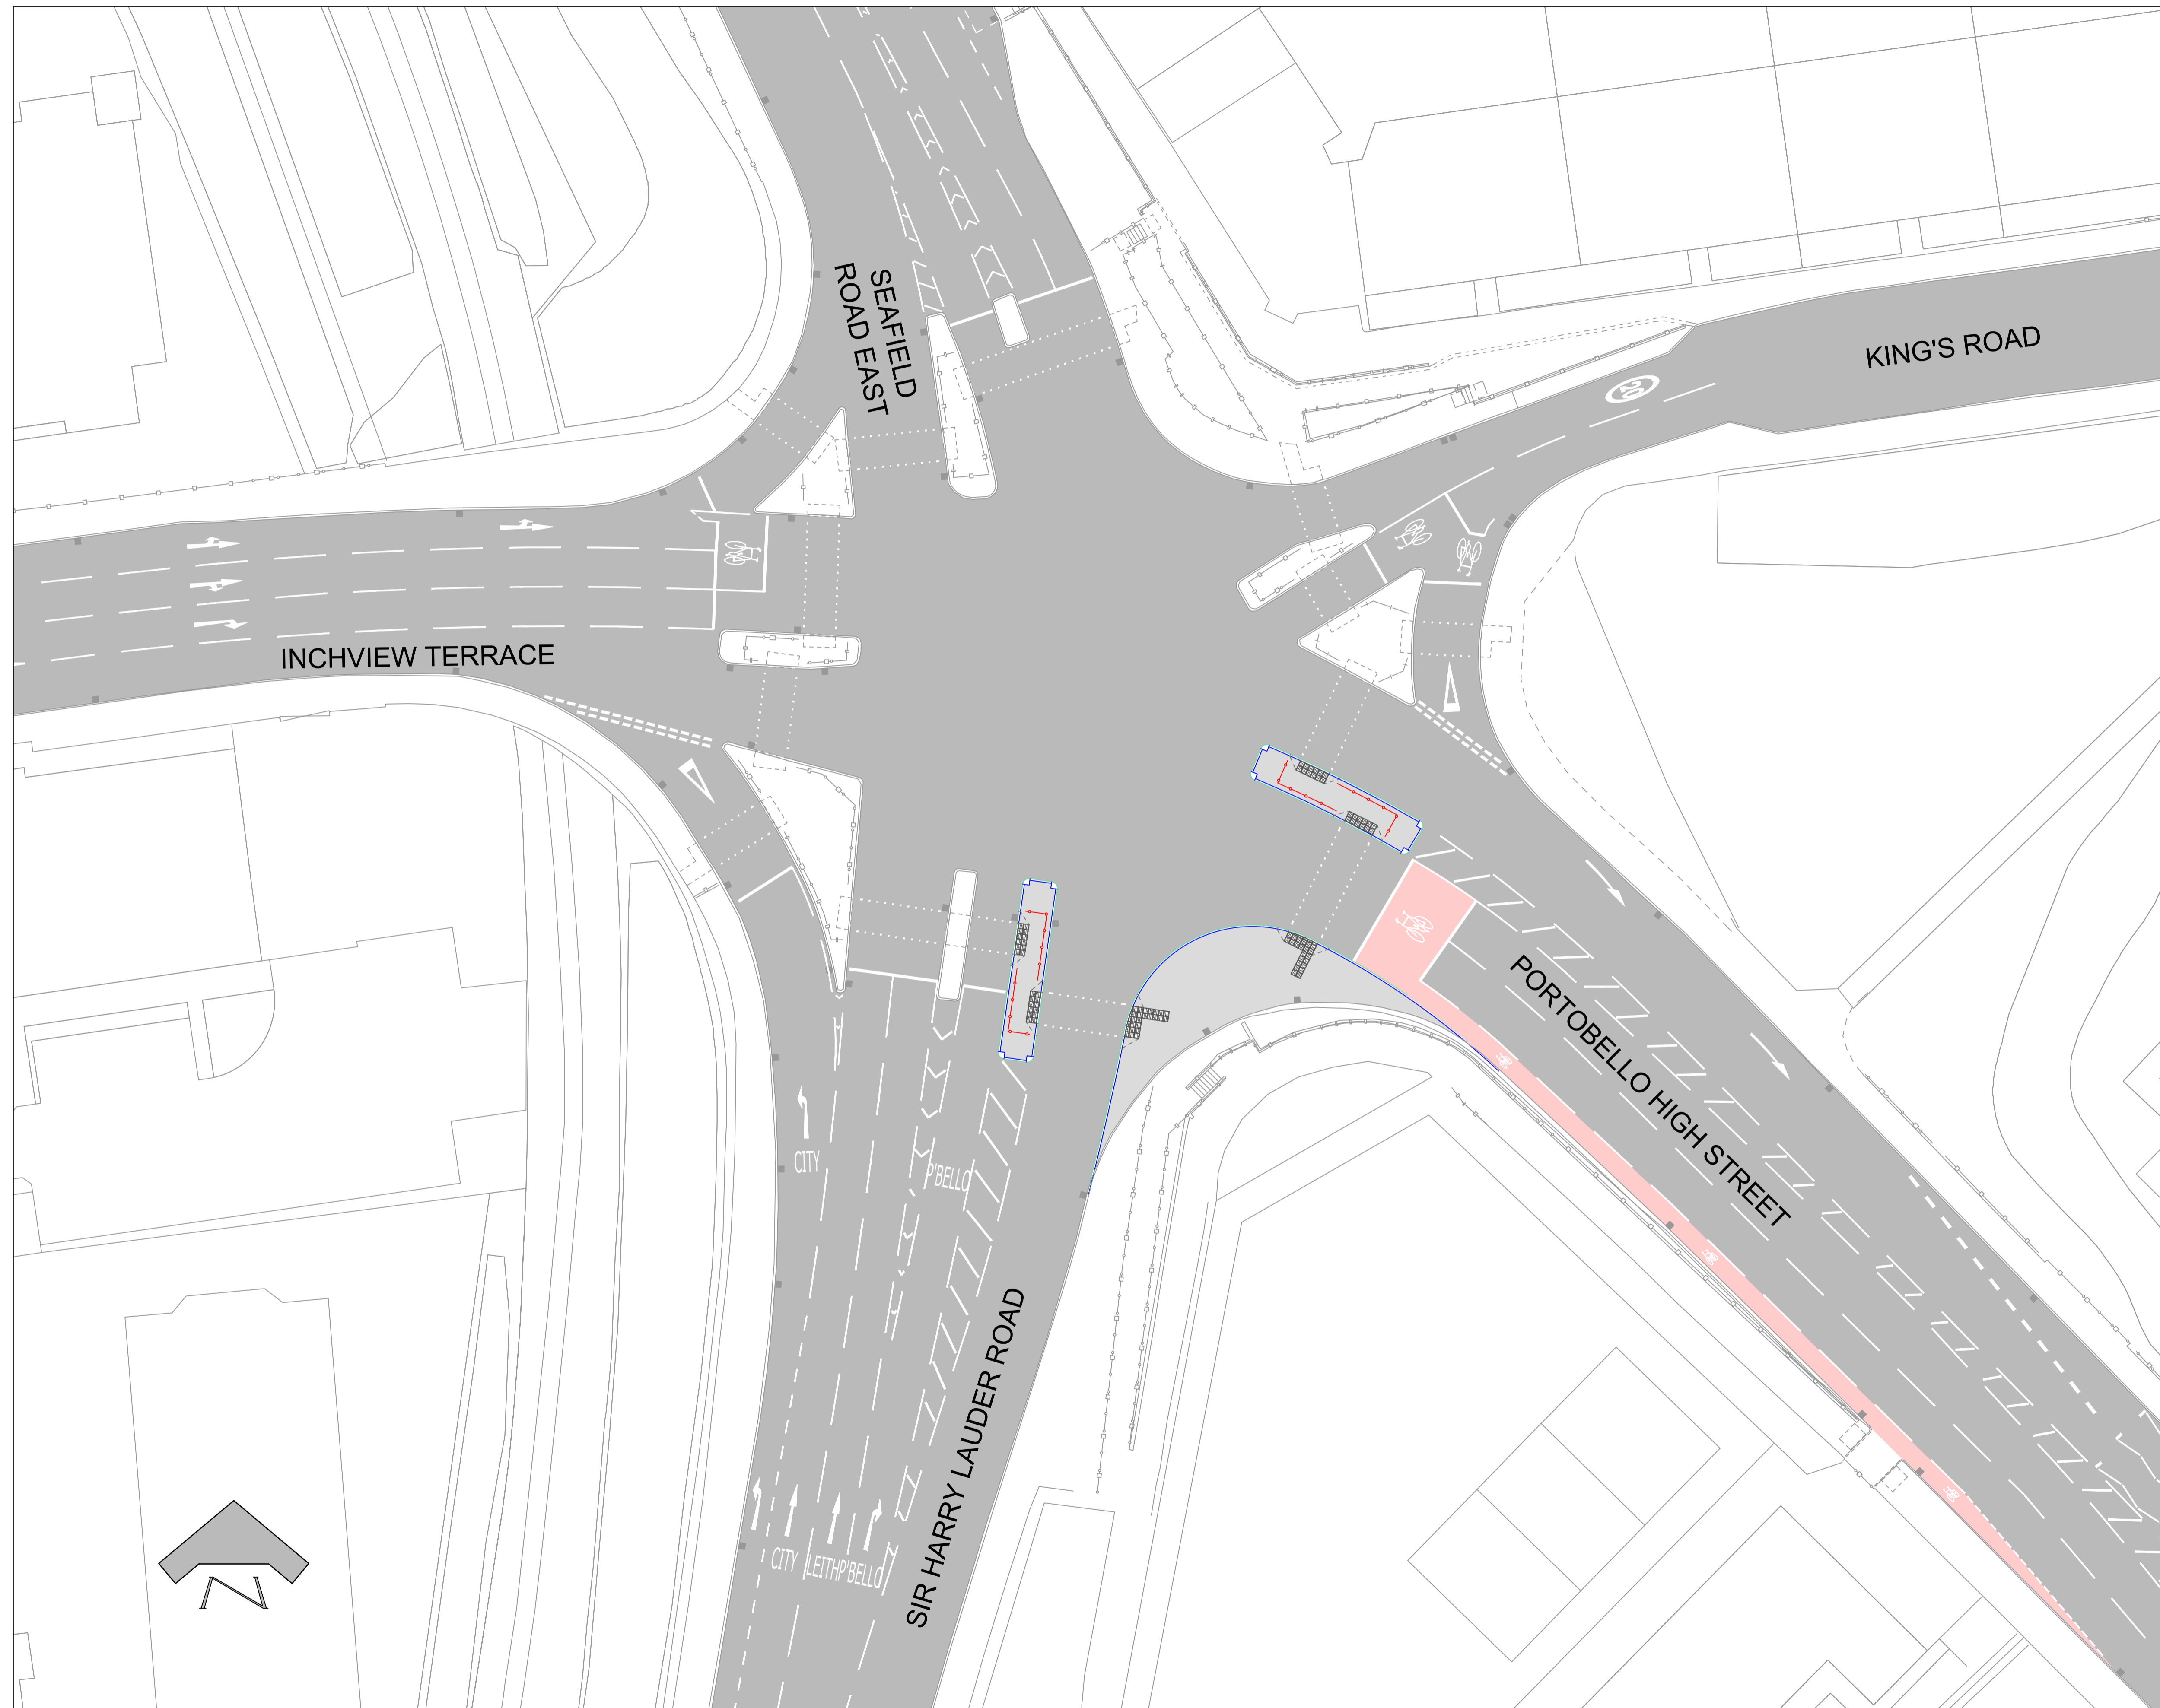 SEAFIELD
ROAD EAST
KING'S ROAD
20
INCHVIEW TERRACE
PORTOBELLO HIGH STREET
CITY
P'BELLO
SIR HARRY LAUDER ROAD
CITY
LEITH
P'BELLO
N